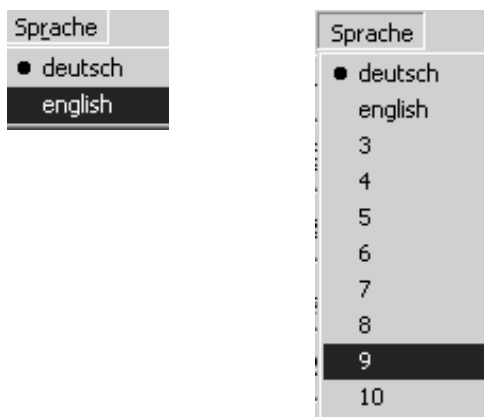 Sprache
deutsch
english
Sprache
deutsch
english
3
4
5
6
7
8
9
10